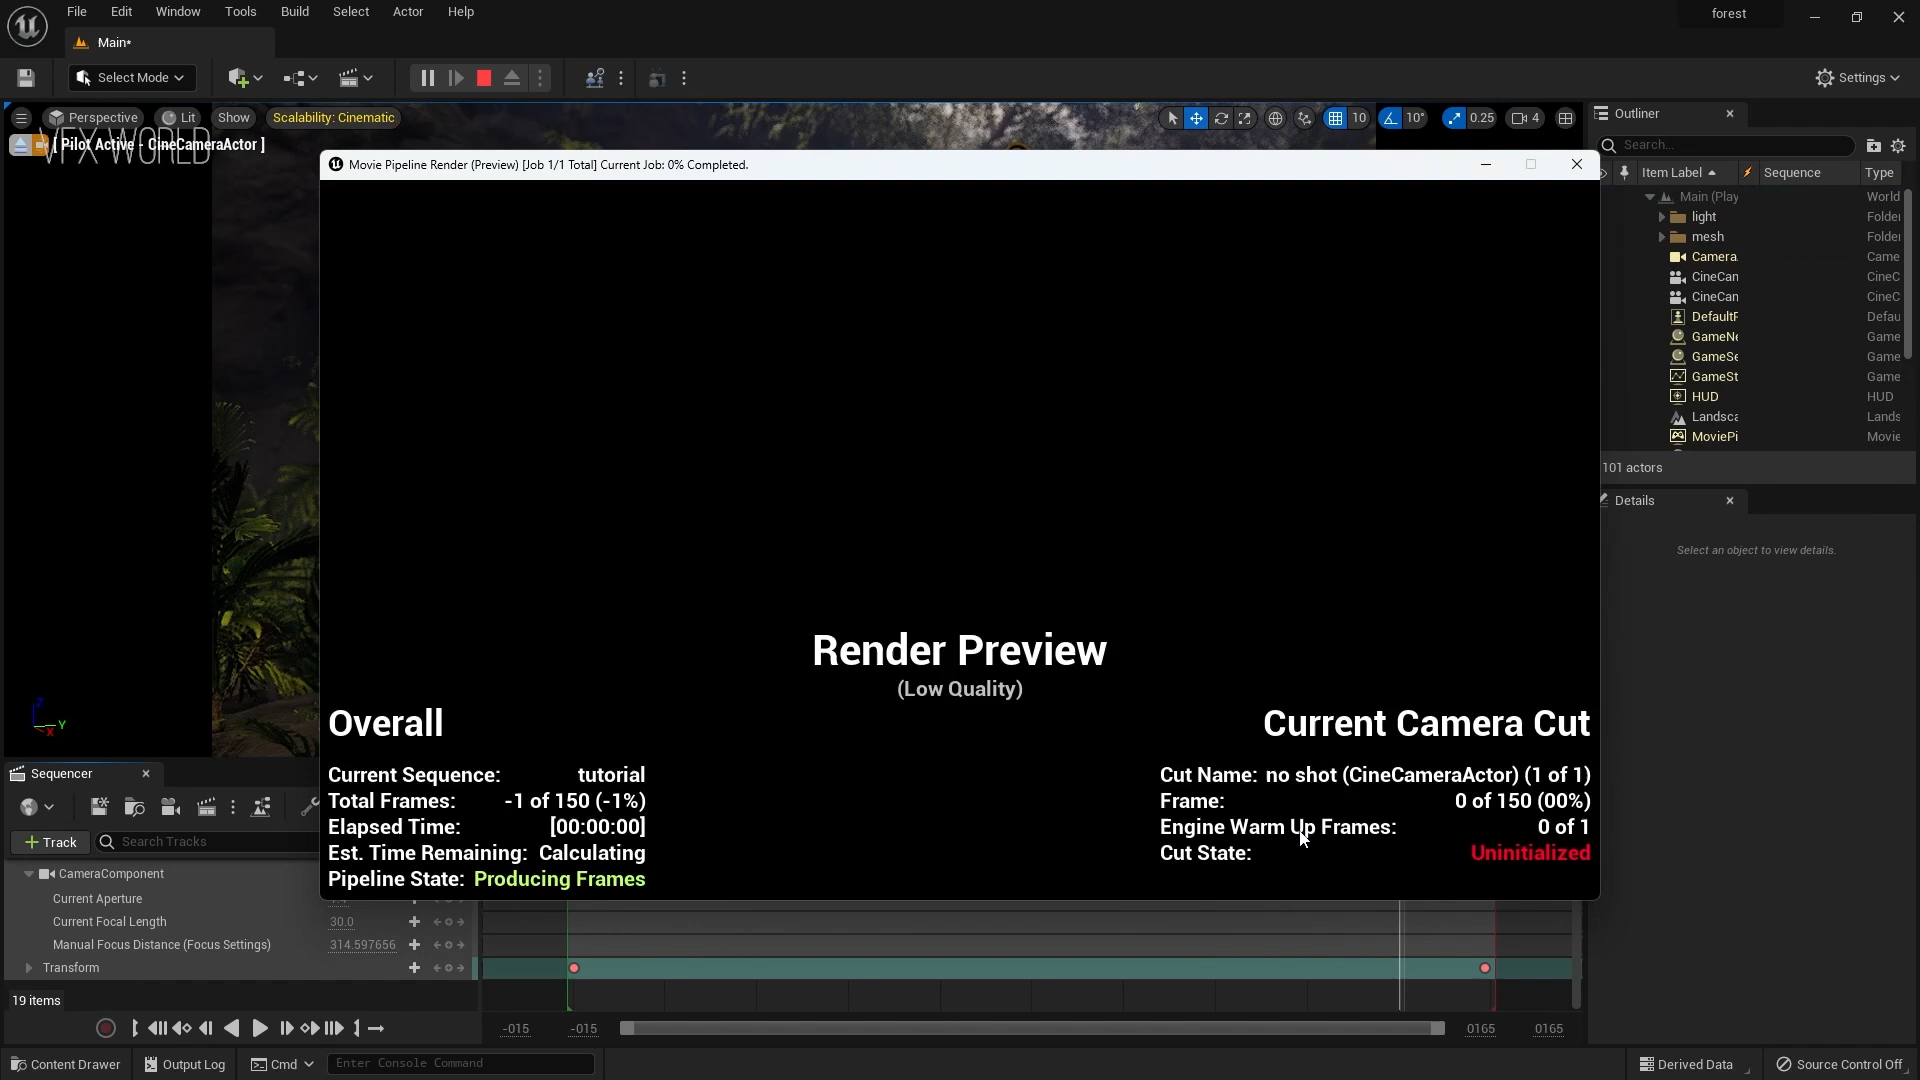 File Edit Window Tools Build Select Actor Help
forest
Main*
Select Mode
Settings
Perspective Lit Show Scalability: Cinematic
10 10° 0.25 4
Outliner
VFX WORLD
[ Pilot Active - CineCameraActor ]
Search...
Movie Pipeline Render (Preview) [Job 1/1 Total] Current Job: 0% Completed.
Item Label Sequence Type
Main (Play World
light Folder
mesh Folder
Camera Came
CineCan CineC
CineCan CineC
DefaultF Defau
GameNe Game
GameSe Game
GameSt Game
HUD HUD
Landsca Lands
MoviePi Movie
101 actors
Details
Select an object to view details.
Render Preview
(Low Quality)
Overall
Current Sequence: tutorial
Total Frames: -1 of 150 (-1%)
Elapsed Time: [00:00:00]
Est. Time Remaining: Calculating
Pipeline State: Producing Frames
Current Camera Cut
Cut Name: no shot (CineCameraActor) (1 of 1)
Frame: 0 of 150 (00%)
Engine Warm Up Frames: 0 of 1
Cut State: Uninitialized
Z
Y
X
Sequencer
Track
Search Tracks
CameraComponent
Current Aperture
Current Focal Length 30.0
Manual Focus Distance (Focus Settings) 314.597656
Transform
19 items
-015 -015 0165 0165
Content Drawer Output Log Cmd Enter Console Command
Derived Data Source Control Off